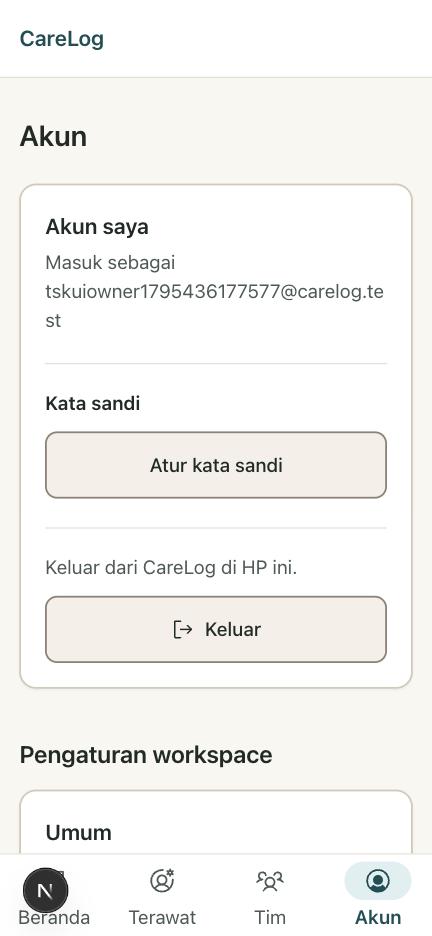 CareLog
Akun
Akun saya
Masuk sebagai
tskuiowner1795436177577@carelog.te
st
Kata sandi
Atur kata sandi
Keluar dari CareLog di HP ini.
Keluar
Pengaturan workspace
Umum
N
Beranda
Terawat
Tim
Akun